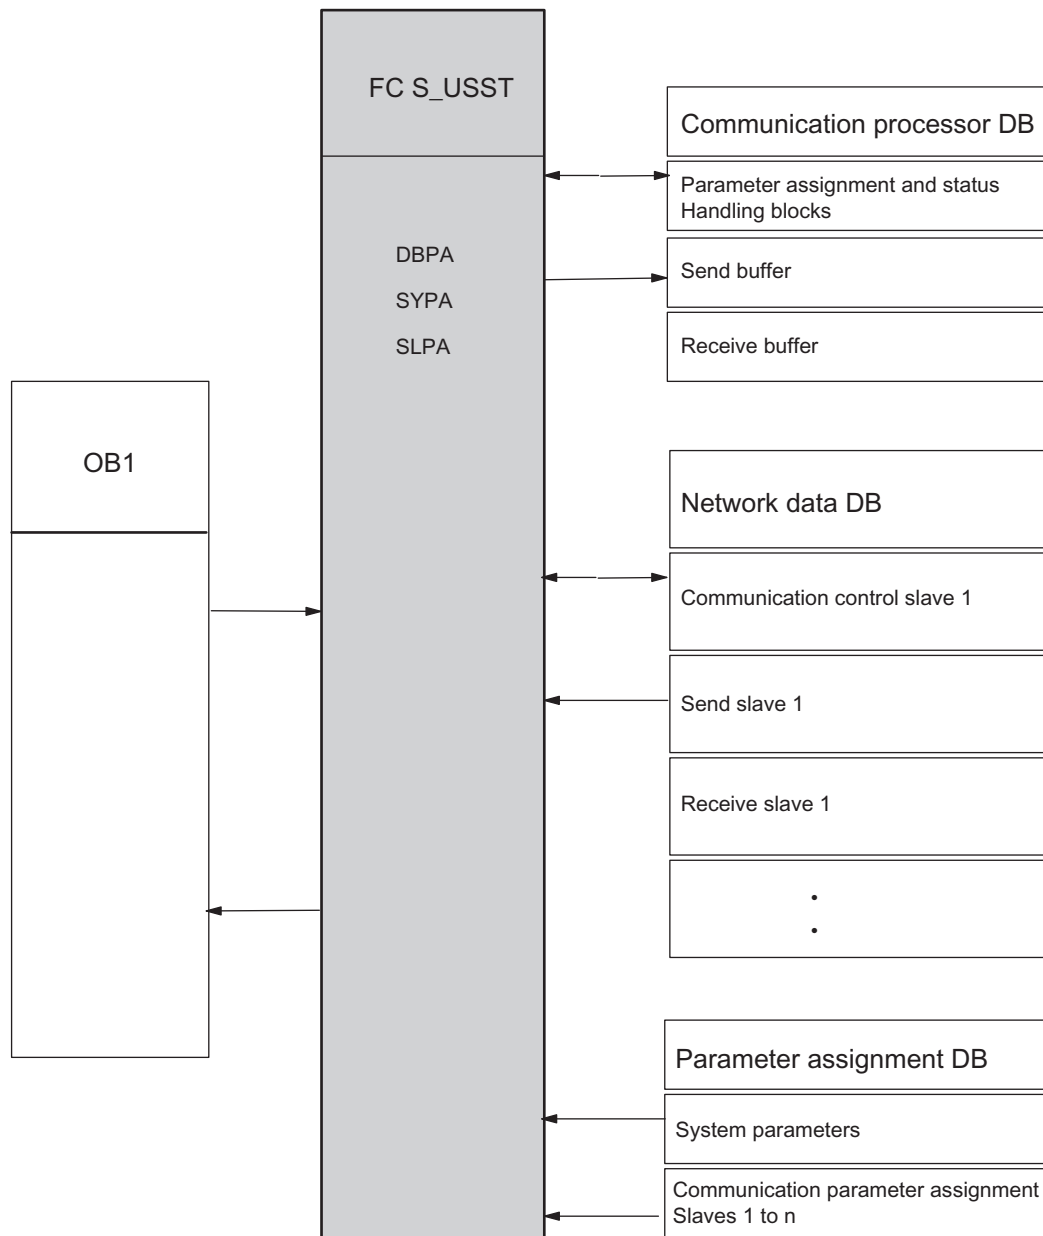 FC S_USST
DBPA
SYPA
SLPA
OB1
Communication processor DB
Parameter assignment and status
Handling blocks
Send buffer
Receive buffer
Network data DB
Communication control slave 1
Send slave 1
Receive slave 1
Parameter assignment DB
System parameters
Communication parameter assignment
Slaves 1 to n